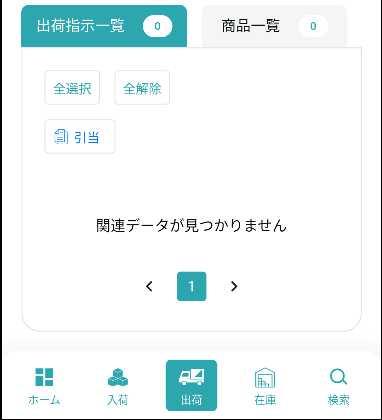 出荷指示一覧 0 商品一覧 0
全選択 全解除
引当
関連データが見つかりません
1
ホーム 入荷 出荷 在庫 検索